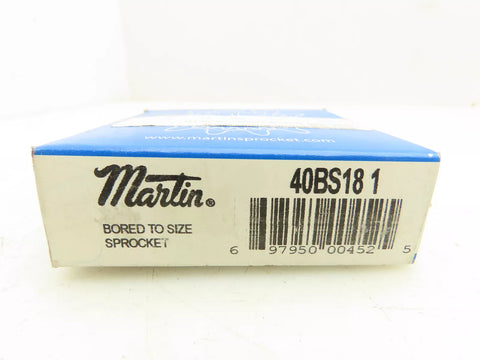 www.martinsprocket.com
Martin®
40BS18 1
BORED TO SIZE
SPROCKET
6 97950 00452 5